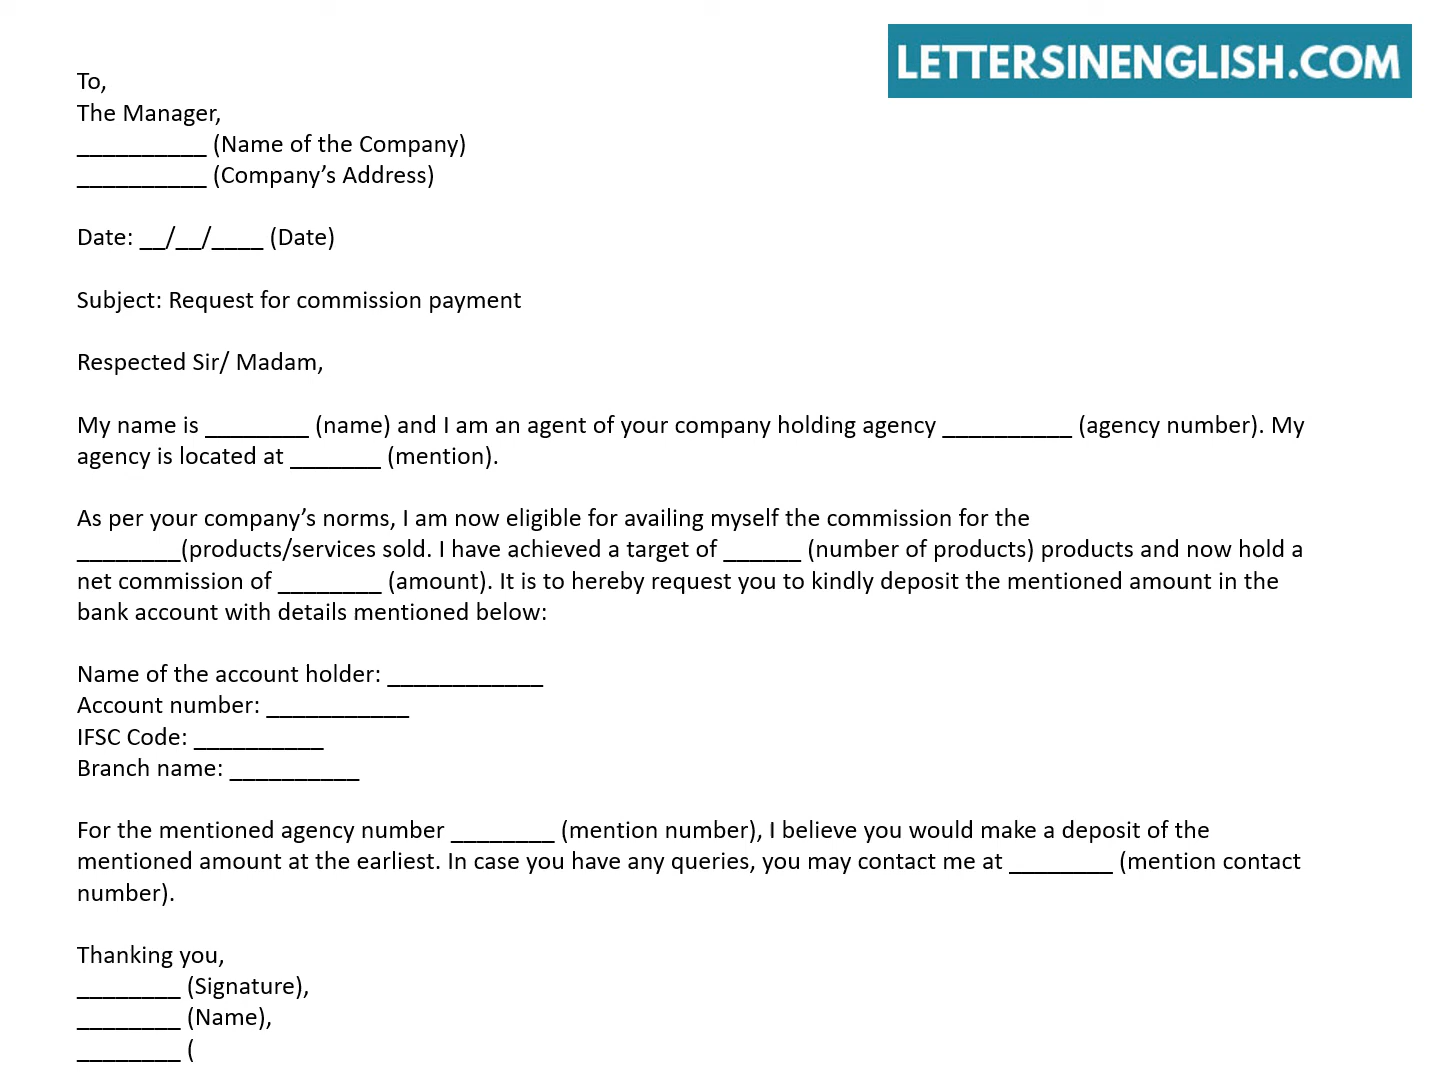 LETTERSINENGLISH.COM
To,
The Manager,
__________ (Name of the Company)
__________ (Company’s Address)
Date: __/__/____ (Date)
Subject: Request for commission payment
Respected Sir/ Madam,
My name is ________ (name) and I am an agent of your company holding agency __________ (agency number). My
agency is located at _______ (mention).
As per your company’s norms, I am now eligible for availing myself the commission for the
________(products/services sold. I have achieved a target of ______ (number of products) products and now hold a
net commission of ________ (amount). It is to hereby request you to kindly deposit the mentioned amount in the
bank account with details mentioned below:
Name of the account holder: ____________
Account number: ___________
IFSC Code: __________
Branch name: __________
For the mentioned agency number ________ (mention number), I believe you would make a deposit of the
mentioned amount at the earliest. In case you have any queries, you may contact me at ________ (mention contact
number).
Thanking you,
________ (Signature),
________ (Name),
________ (